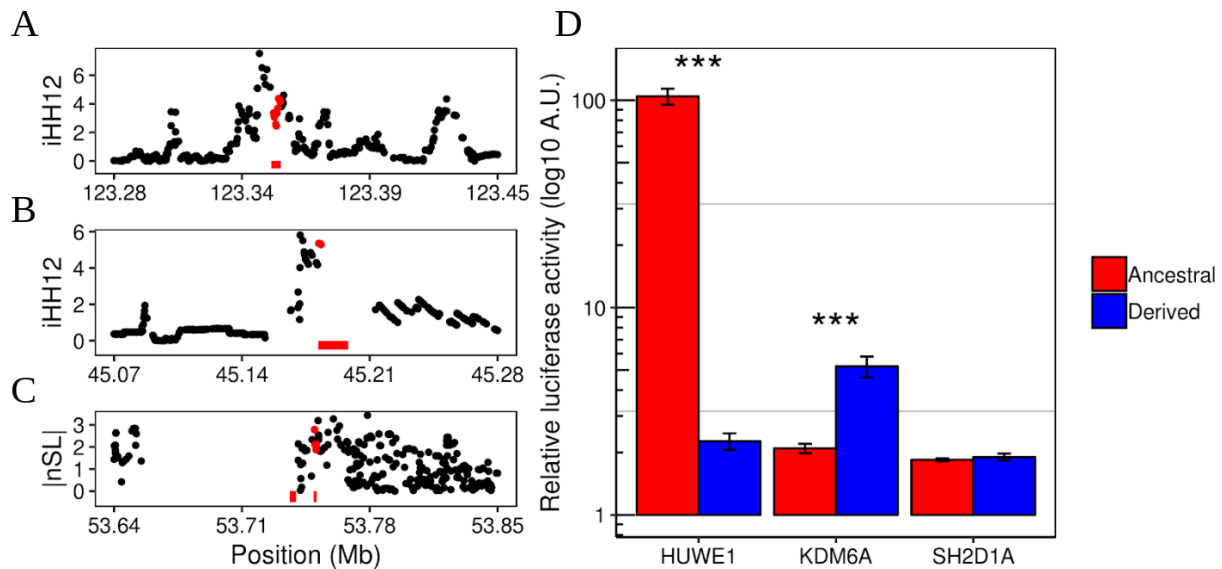 A
iHH12
6
4
2
0
123.28 123.34 123.39 123.45
B
iHH12
6
4
2
0
45.07 45.14 45.21 45.28
C
|nSL|
3
2
1
0
53.64 53.71 53.78 53.85
Position (Mb)
D
Relative luciferase activity (log10 A.U.)
100
10
1
***
***
HUWE1 KDM6A SH2D1A
Ancestral
Derived